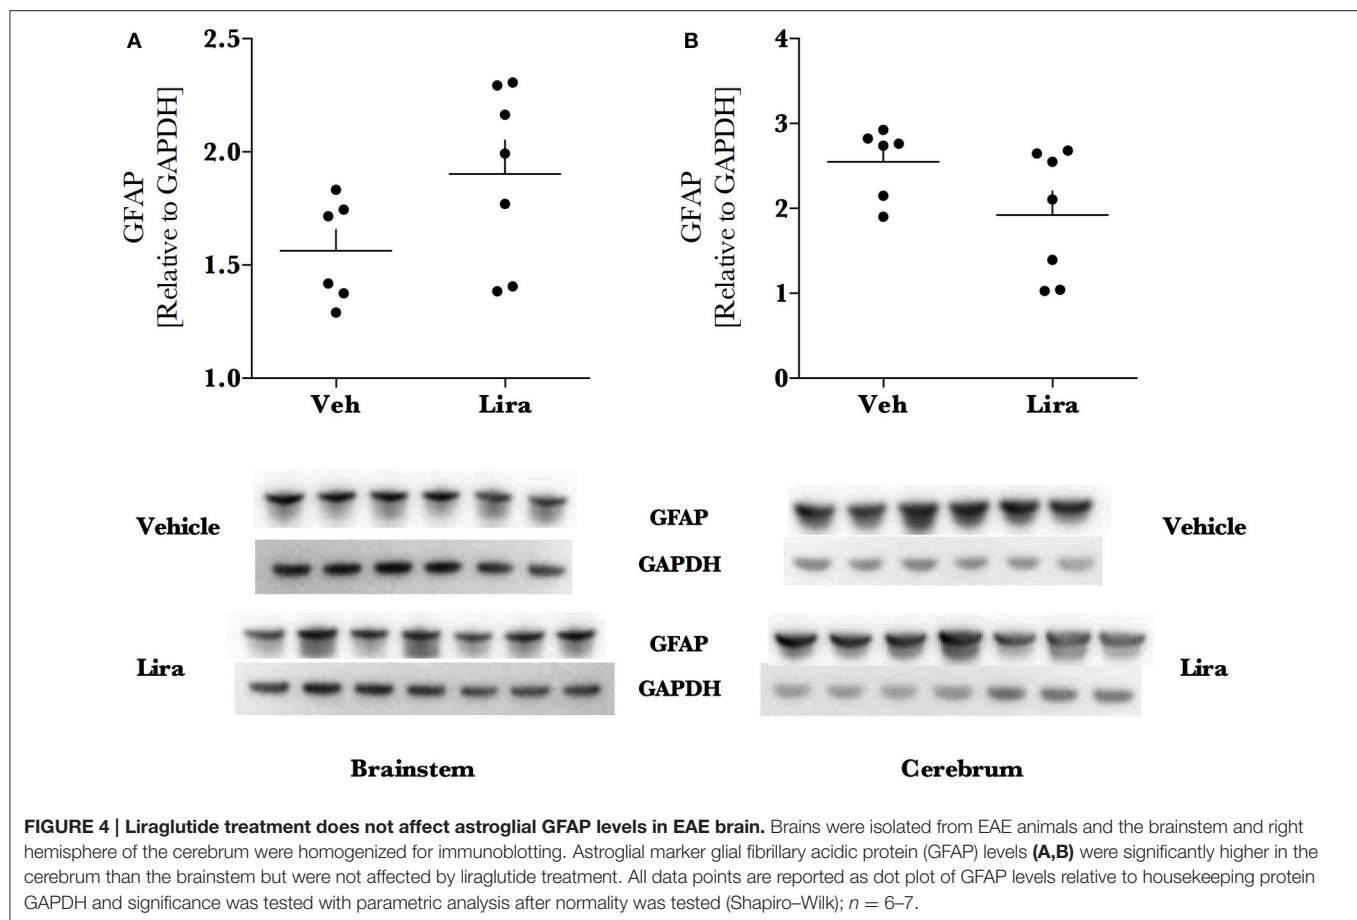 A
2.5
2.0
1.5
1.0
GFAP
[Relative to GAPDH]
Veh
Lira
B
4
3
2
1
0
GFAP
[Relative to GAPDH]
Veh
Lira
Vehicle
GFAP
GAPDH
Vehicle
Lira
GFAP
GAPDH
Lira
Brainstem
Cerebrum
FIGURE 4 | Liraglutide treatment does not affect astroglial GFAP levels in EAE brain. Brains were isolated from EAE animals and the brainstem and right
hemisphere of the cerebrum were homogenized for immunoblotting. Astroglial marker glial fibrillary acidic protein (GFAP) levels (A,B) were significantly higher in the
cerebrum than the brainstem but were not affected by liraglutide treatment. All data points are reported as dot plot of GFAP levels relative to housekeeping protein
GAPDH and significance was tested with parametric analysis after normality was tested (Shapiro–Wilk); n = 6–7.